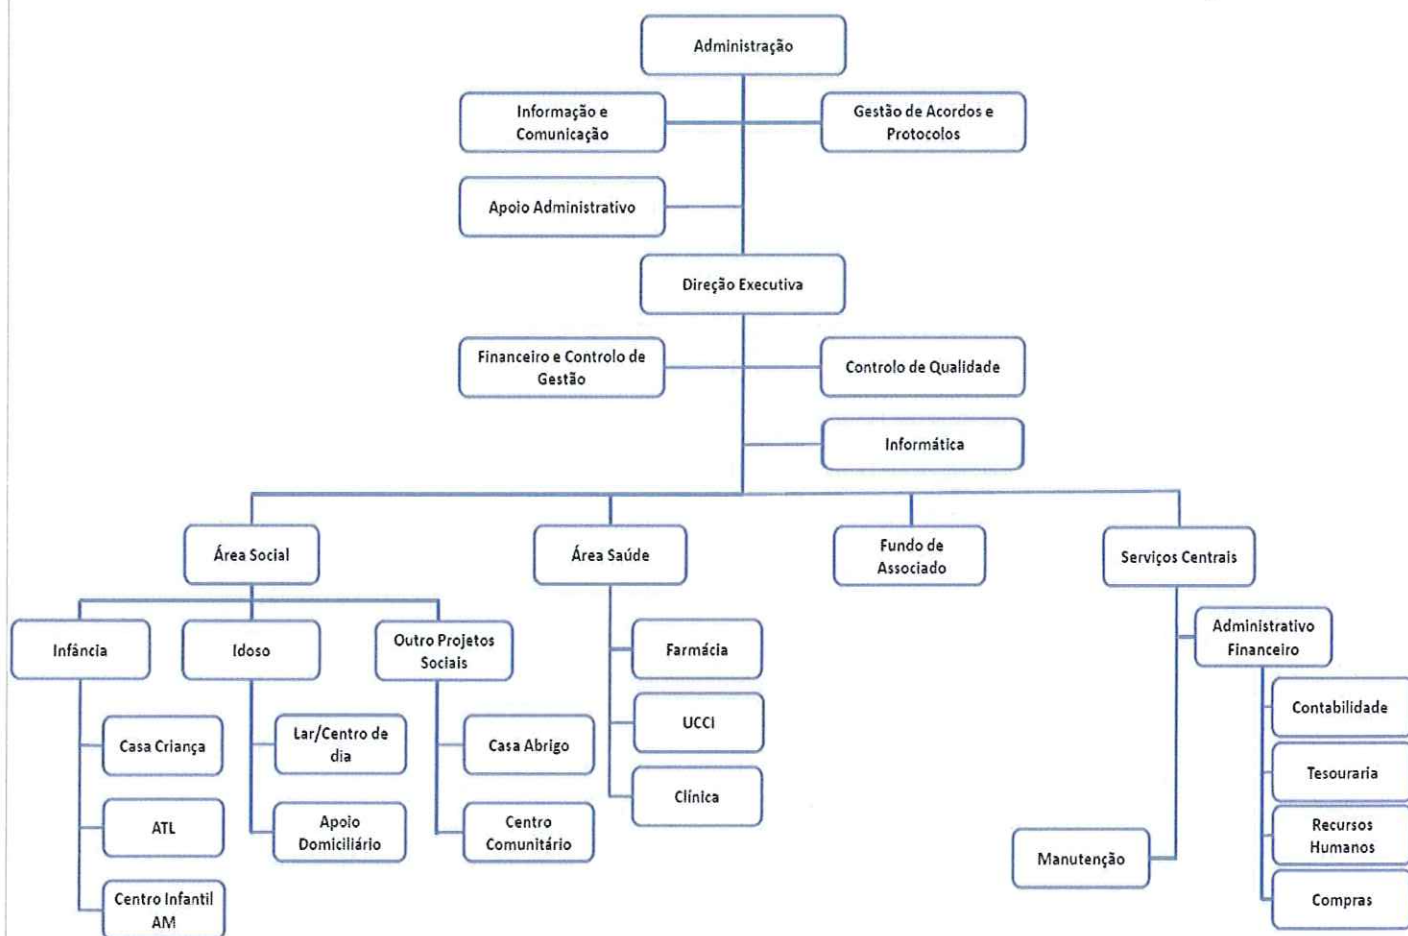 Administração
Informação e
Comunicação
Gestão de Acordos e
Protocolos
Apoio Administrativo
Direção Executiva
Financeiro e Controlo de
Gestão
Controlo de Qualidade
Informática
Área Social
Área Saúde
Fundo de
Associado
Serviços Centrais
Infância
Idoso
Outro Projetos
Sociais
Farmácia
Administrativo
Financeiro
Casa Criança
Lar/Centro de
dia
Casa Abrigo
UCCI
Contabilidade
ATL
Apoio
Domiciliário
Centro
Comunitário
Clínica
Tesouraria
Recursos
Humanos
Manutenção
Centro Infantil
AM
Compras